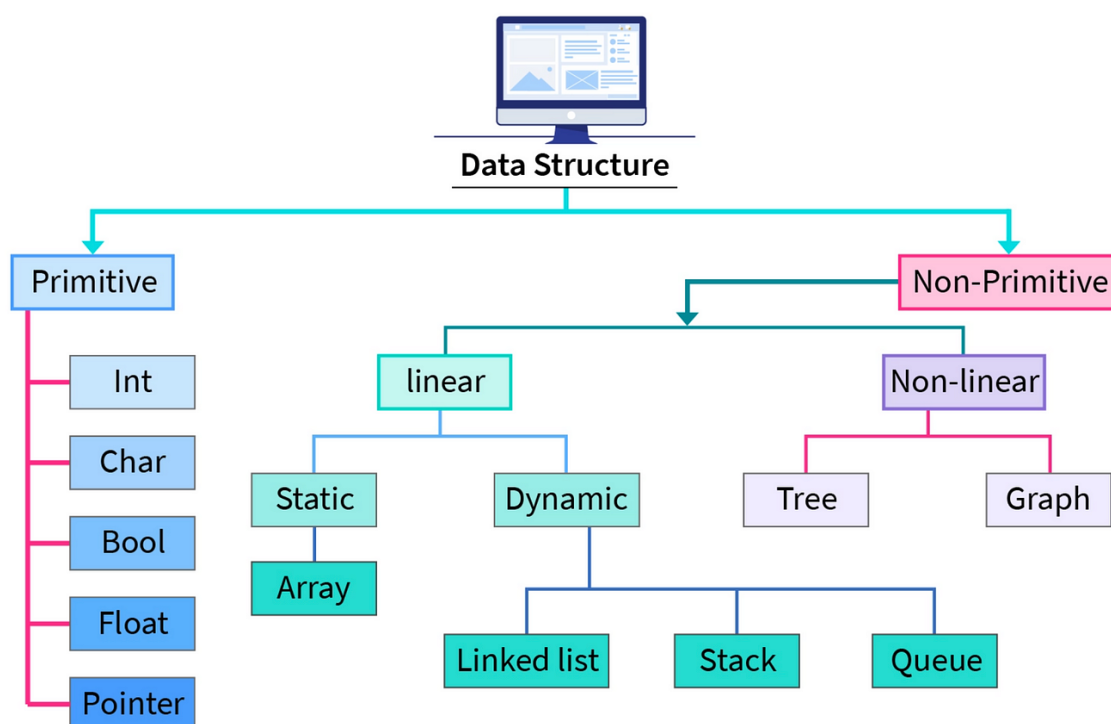 Data Structure
Primitive
Non-Primitive
Int
Char
Bool
Float
Pointer
linear
Non-linear
Static
Dynamic
Tree
Graph
Array
Linked list
Stack
Queue